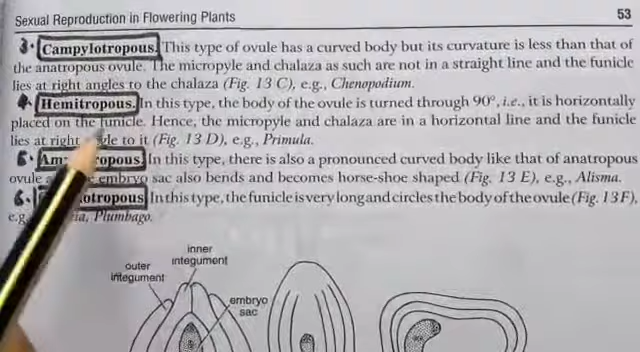 Sexual Reproduction in Flowering Plants 53
3. Campylotropous. This type of ovule has a curved body but its curvature is less than that of
the anatropous ovule. The micropyle and chalaza as such are not in a straight line and the funicle
lies at right angles to the chalaza (Fig. 13 C), e.g., Chenopodium.
4. Hemitropous. In this type, the body of the ovule is turned through 90°, i.e., it is horizontally
placed on the funicle. Hence, the micropyle and chalaza are in a horizontal line and the funicle
lies at right to it (Fig. 13 D), e.g., Primula.
5. In this type, there is also a pronounced curved body like that of anatropous
ovule embryo sac also bends and becomes horse-shoe shaped (Fig. 13 E), e.g., Alisma.
6. In this type, the funicle is very long and circles the body of the ovule (Fig. 13 F),
e.g. Plumbago.
inner
integument
outer
integument
embryo
sac